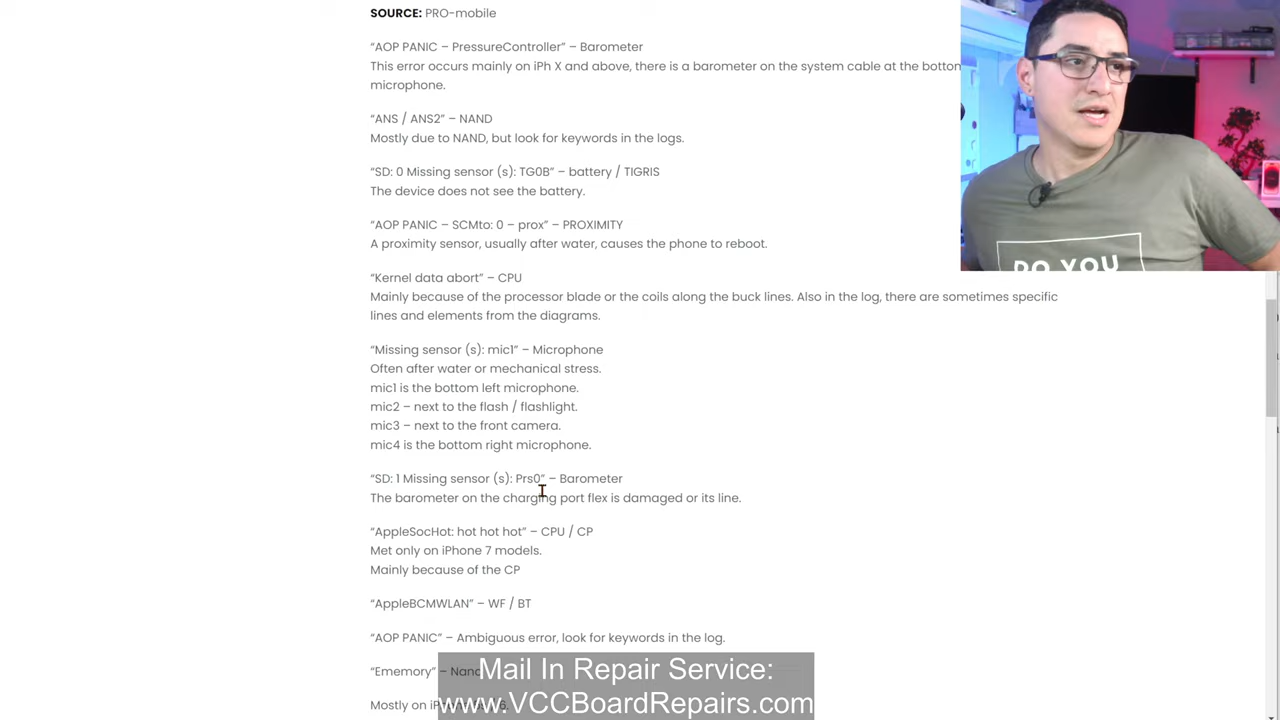 SOURCE: PRO-mobile
“AOP PANIC – PressureController” – Barometer
This error occurs mainly on iPh X and above, there is a barometer on the system cable at the bottom
microphone.
“ANS / ANS2” – NAND
Mostly due to NAND, but look for keywords in the logs.
“SD: 0 Missing sensor (s): TG0B” – battery / TIGRIS
The device does not see the battery.
“AOP PANIC – SCMto: 0 – prox” – PROXIMITY
A proximity sensor, usually after water, causes the phone to reboot.
“Kernel data abort” – CPU
Mainly because of the processor blade or the coils along the buck lines. Also in the log, there are sometimes specific
lines and elements from the diagrams.
“Missing sensor (s): mic1” – Microphone
Often after water or mechanical stress.
mic1 is the bottom left microphone.
mic2 – next to the flash / flashlight.
mic3 – next to the front camera.
mic4 is the bottom right microphone.
“SD: 1 Missing sensor (s): Prs0” – Barometer
The barometer on the charging port flex is damaged or its line.
“AppleSocHot: hot hot hot” – CPU / CP
Met only on iPhone 7 models.
Mainly because of the CP
“AppleBCMWLAN” – WF / BT
“AOP PANIC” – Ambiguous error, look for keywords in the log.
“Ememory” – Nand
Mostly on
DO YOU
Mail In Repair Service:
www.VCCBoardRepairs.com